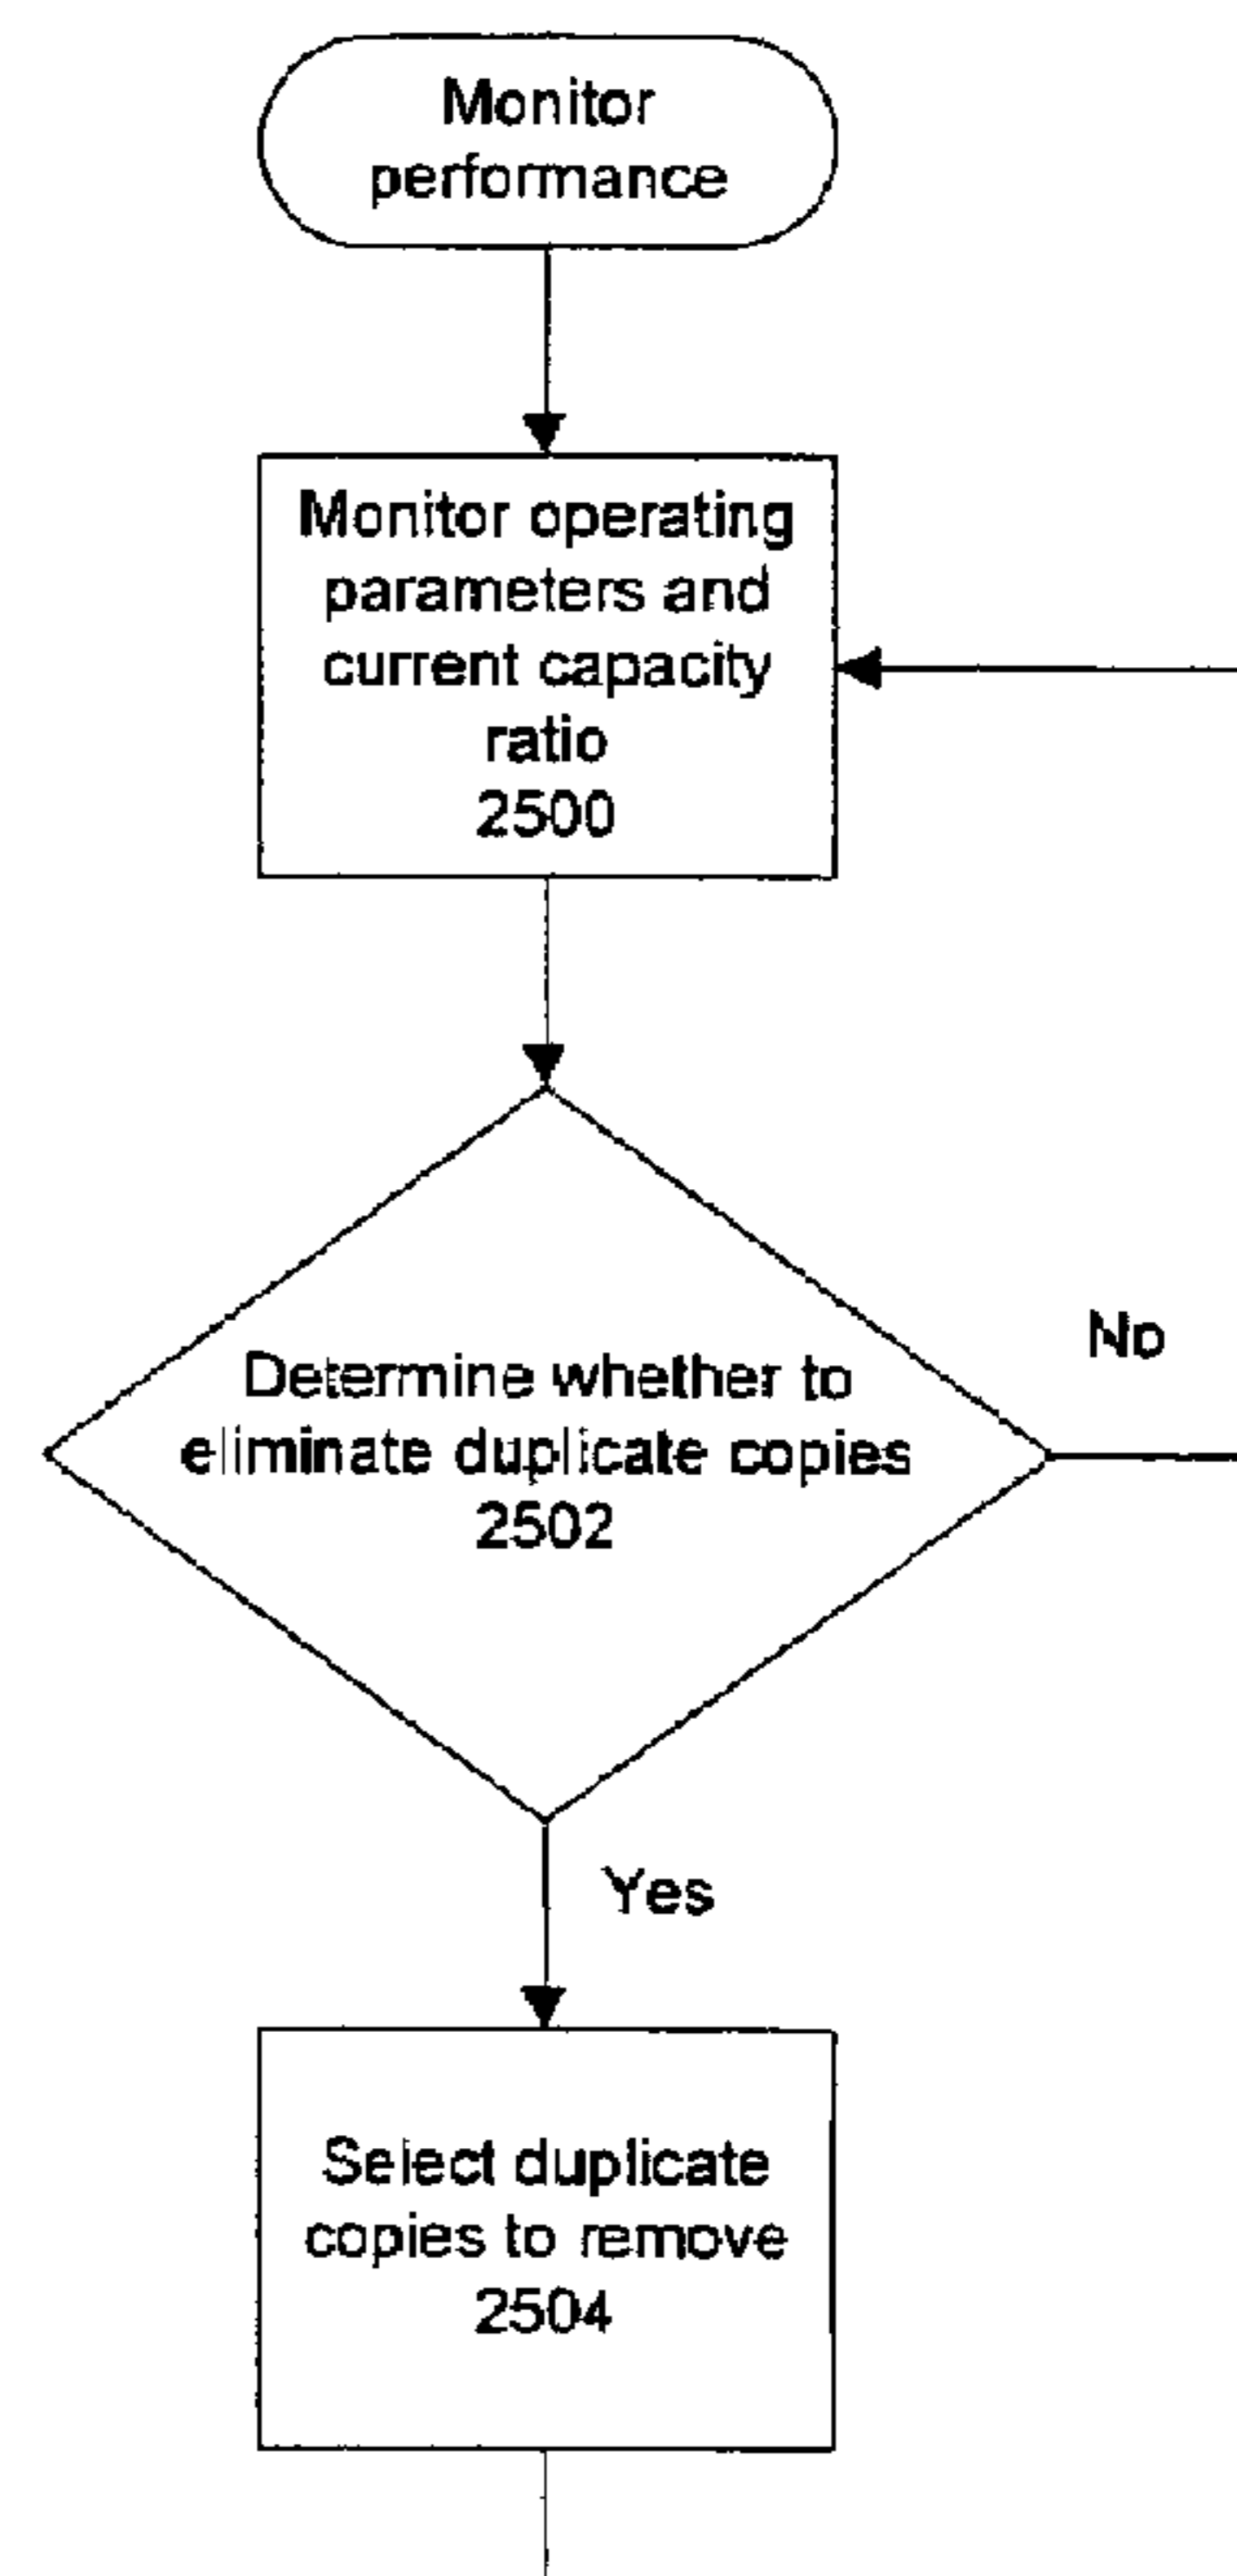 Monitor
performance
Monitor operating
parameters and
current capacity
ratio
2500
Determine whether to
eliminate duplicate copies
2502
No
Yes
Select duplicate
copies to remove
2504